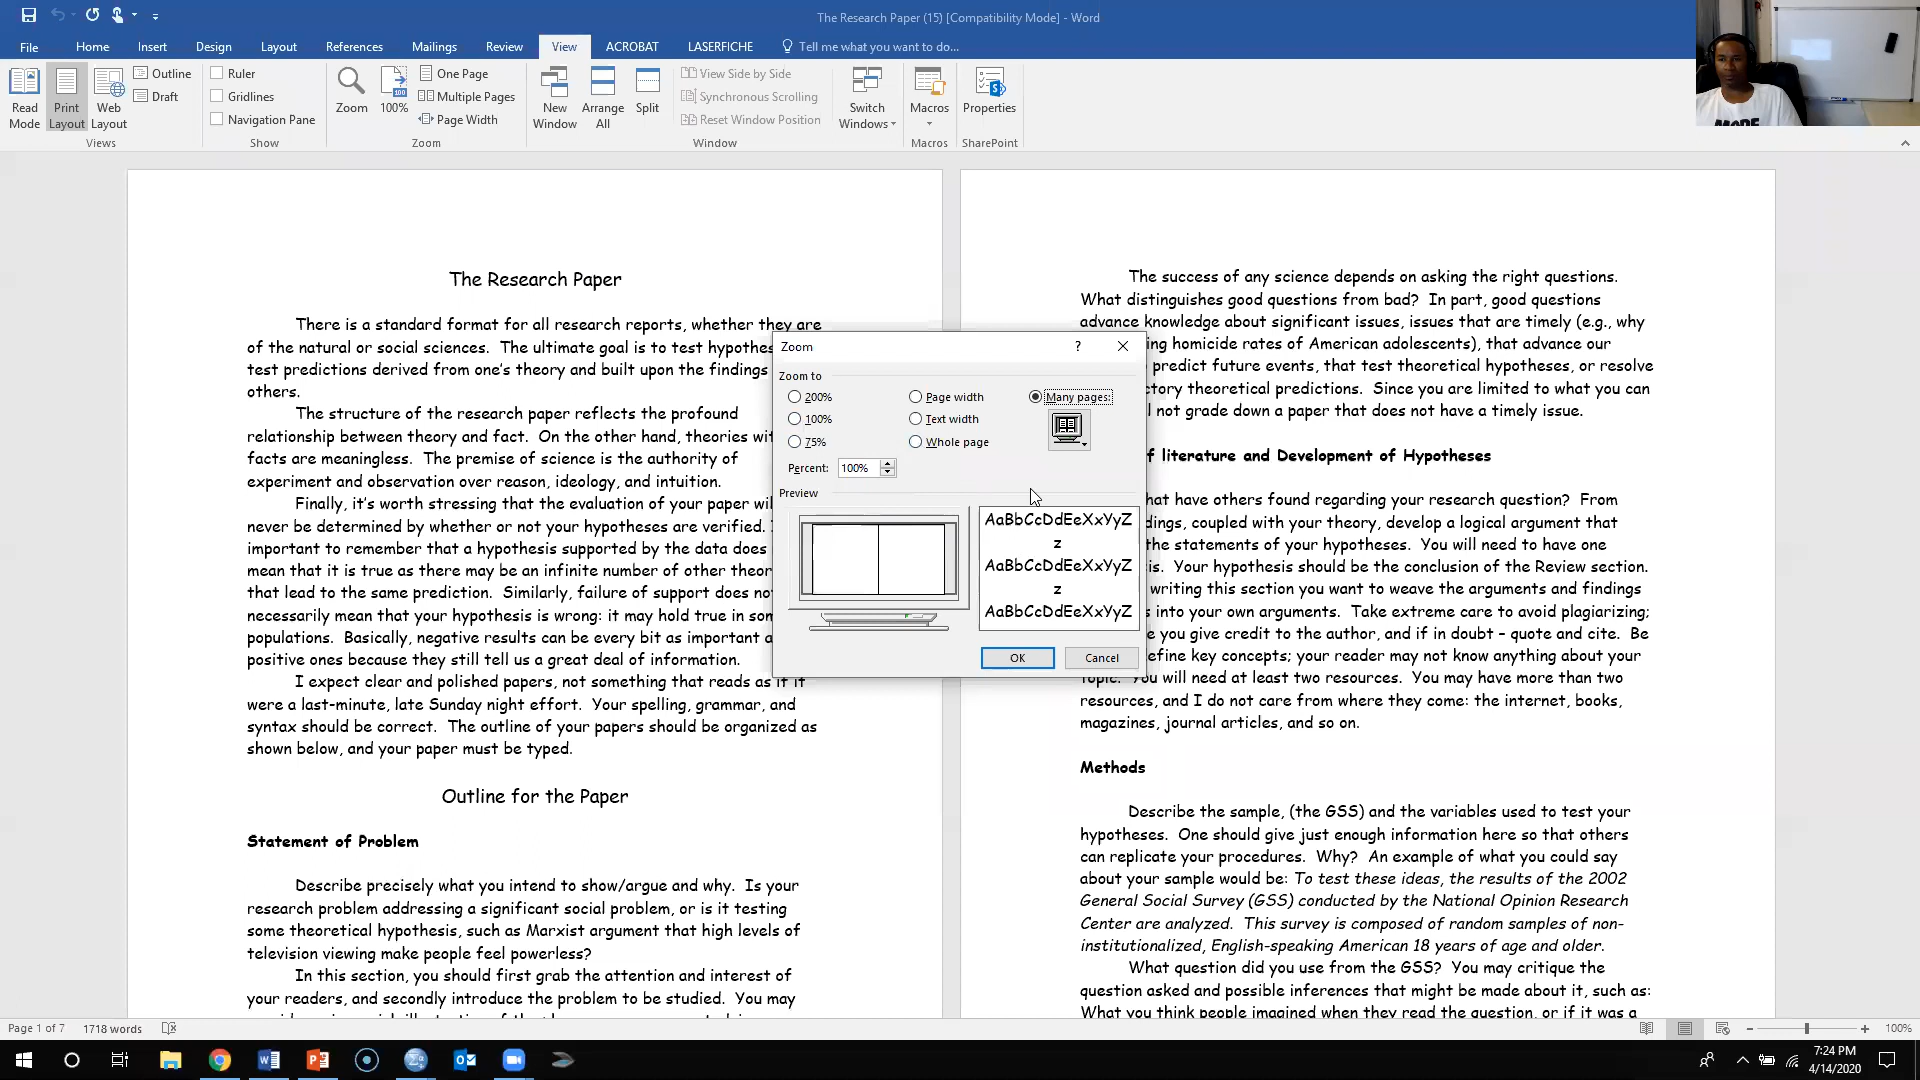 The Research Paper (15) [Compatibility Mode] - Word
File Home Insert Design Layout References Mailings Review View ACROBAT LASERFICHE Tell me what you want to do...
Read Mode
Print Layout
Web Layout
Outline
Draft
Views
Ruler
Gridlines
Navigation Pane
Show
Zoom
100%
One Page
Multiple Pages
Page Width
Zoom
New Window
Arrange All
Split
View Side by Side
Synchronous Scrolling
Reset Window Position
Window
Switch Windows
Macros
Macros
Properties
SharePoint
MORE
The Research Paper
There is a standard format for all research reports, whether they are
of the natural or social sciences. The ultimate goal is to test
test predictions derived from one's theory and built upon the findings
others.
The structure of the research paper reflects the profound
relationship between theory and fact. On the other hand, theories
facts are meaningless. The premise of science is the authority of
experiment and observation over reason, ideology, and intuition.
Finally, it's worth stressing that the evaluation of your paper
never be determined by whether or not your hypotheses are verified.
important to remember that a hypothesis supported by the data does
mean that it is true as there may be an infinite number of other
that lead to the same prediction. Similarly, failure of support does
necessarily mean that your hypothesis is wrong: it may hold true in
populations. Basically, negative results can be every bit as important
positive ones because they still tell us a great deal of information.
I expect clear and polished papers, not something that reads as if it
were a last-minute, late Sunday night effort. Your spelling, grammar, and
syntax should be correct. The outline of your papers should be organized as
shown below, and your paper must be typed.
Outline for the Paper
Statement of Problem
Describe precisely what you intend to show/argue and why. Is your
research problem addressing a significant social problem, or is it testing
some theoretical hypothesis, such as Marxist argument that high levels of
television viewing make people feel powerless?
In this section, you should first grab the attention and interest of
your readers, and secondly introduce the problem to be studied. You may
The success of any science depends on asking the right questions.
What distinguishes good questions from bad? In part, good questions
advance knowledge about significant issues, issues that are timely (e.g., why
homicide rates of American adolescents), that advance our
predict future events, that test theoretical hypotheses, or resolve
theoretical predictions. Since you are limited to what you can
not grade down a paper that does not have a timely issue.
literature and Development of Hypotheses
have others found regarding your research question? From
coupled with your theory, develop a logical argument that
the statements of your hypotheses. You will need to have one
Your hypothesis should be the conclusion of the Review section.
writing this section you want to weave the arguments and findings
into your own arguments. Take extreme care to avoid plagiarizing;
you give credit to the author, and if in doubt – quote and cite. Be
key concepts; your reader may not know anything about your
topic. You will need at least two resources. You may have more than two
resources, and I do not care from where they come: the internet, books,
magazines, journal articles, and so on.
Methods
Describe the sample, (the GSS) and the variables used to test your
hypotheses. One should give just enough information here so that others
can replicate your procedures. Why? An example of what you could say
about your sample would be: To test these ideas, the results of the 2002
General Social Survey (GSS) conducted by the National Opinion Research
Center are analyzed. This survey is composed of random samples of non-
institutionalized, English-speaking American 18 years of age and older.
What question did you use from the GSS? You may critique the
question asked and possible inferences that might be made about it, such as:
What you think people imagined when they read the question, or if it was a
Zoom ?
Zoom to
200% Page width Many pages:
100% Text width
75% Whole page
Percent: 100%
Preview
AaBbCcDdEeXxYyZ
z
AaBbCcDdEeXxYyZ
z
AaBbCcDdEeXxYyZ
OK Cancel
Page 1 of 7 1718 words 100%
7:24 PM
4/14/2020